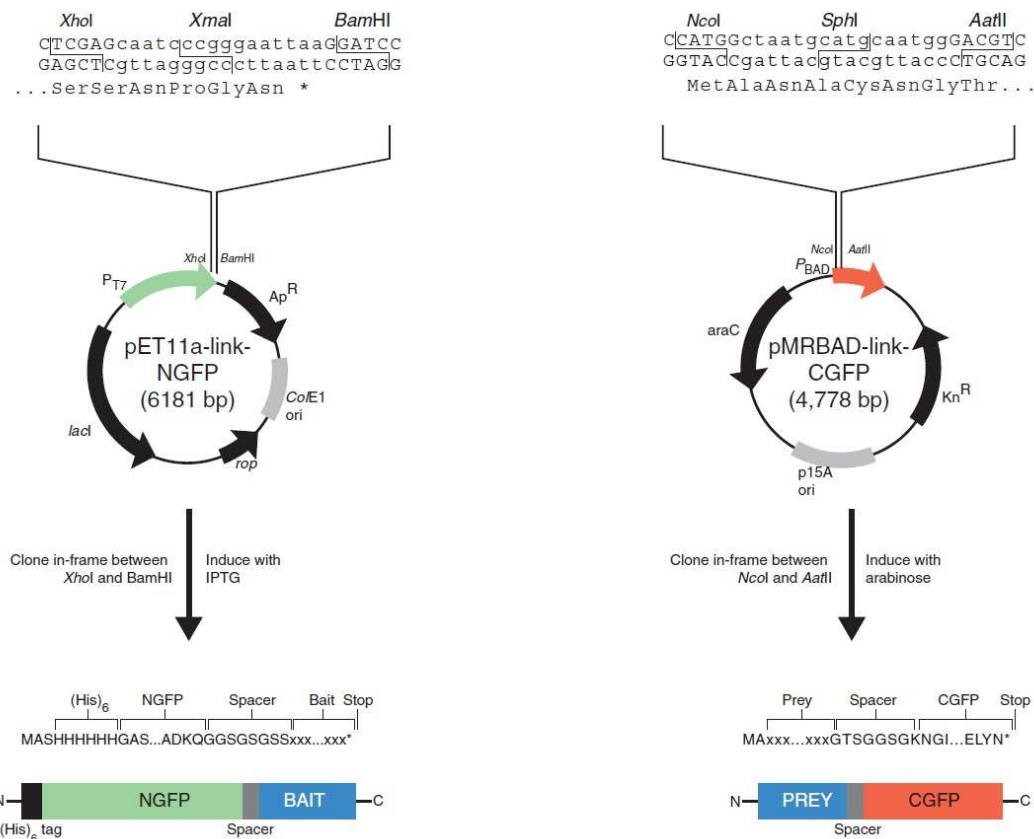 XhoI XmaI BamHI
CTCGAGcaatcccgggaattaaGGATCC
GAGCTCgttagggcccttaattCCTAGG
...SerSerAsnProGlyAsn *
NcoI SphI AatII
CCATGGctaatgcatgcaatggGACGTC
GGTACCgattacgtacgttacccTGCAG
MetAlaAsnAlaCysAsnGlyThr...
XhoI BamHI
PT7
ApR
pET11a-link-
NGFP
(6181 bp)
ColE1
ori
lacI
rop
NcoI AatII
PBAD
araC
pMRBAD-link-
CGFP
(4,778 bp)
KnR
p15A
ori
Clone in-frame between
XhoI and BamHI
Induce with
IPTG
Clone in-frame between
NcoI and AatII
Induce with
arabinose
(His)6 NGFP Spacer Bait Stop
MASHHHHHHGAS...ADKQGGSGSGSSxxx...xxx*
N NGFP BAIT C
(His)6 tag Spacer
Prey Spacer CGFP Stop
MAxxx...xxxGTSGGSGKNGI...ELYN*
N PREY CGFP C
Spacer